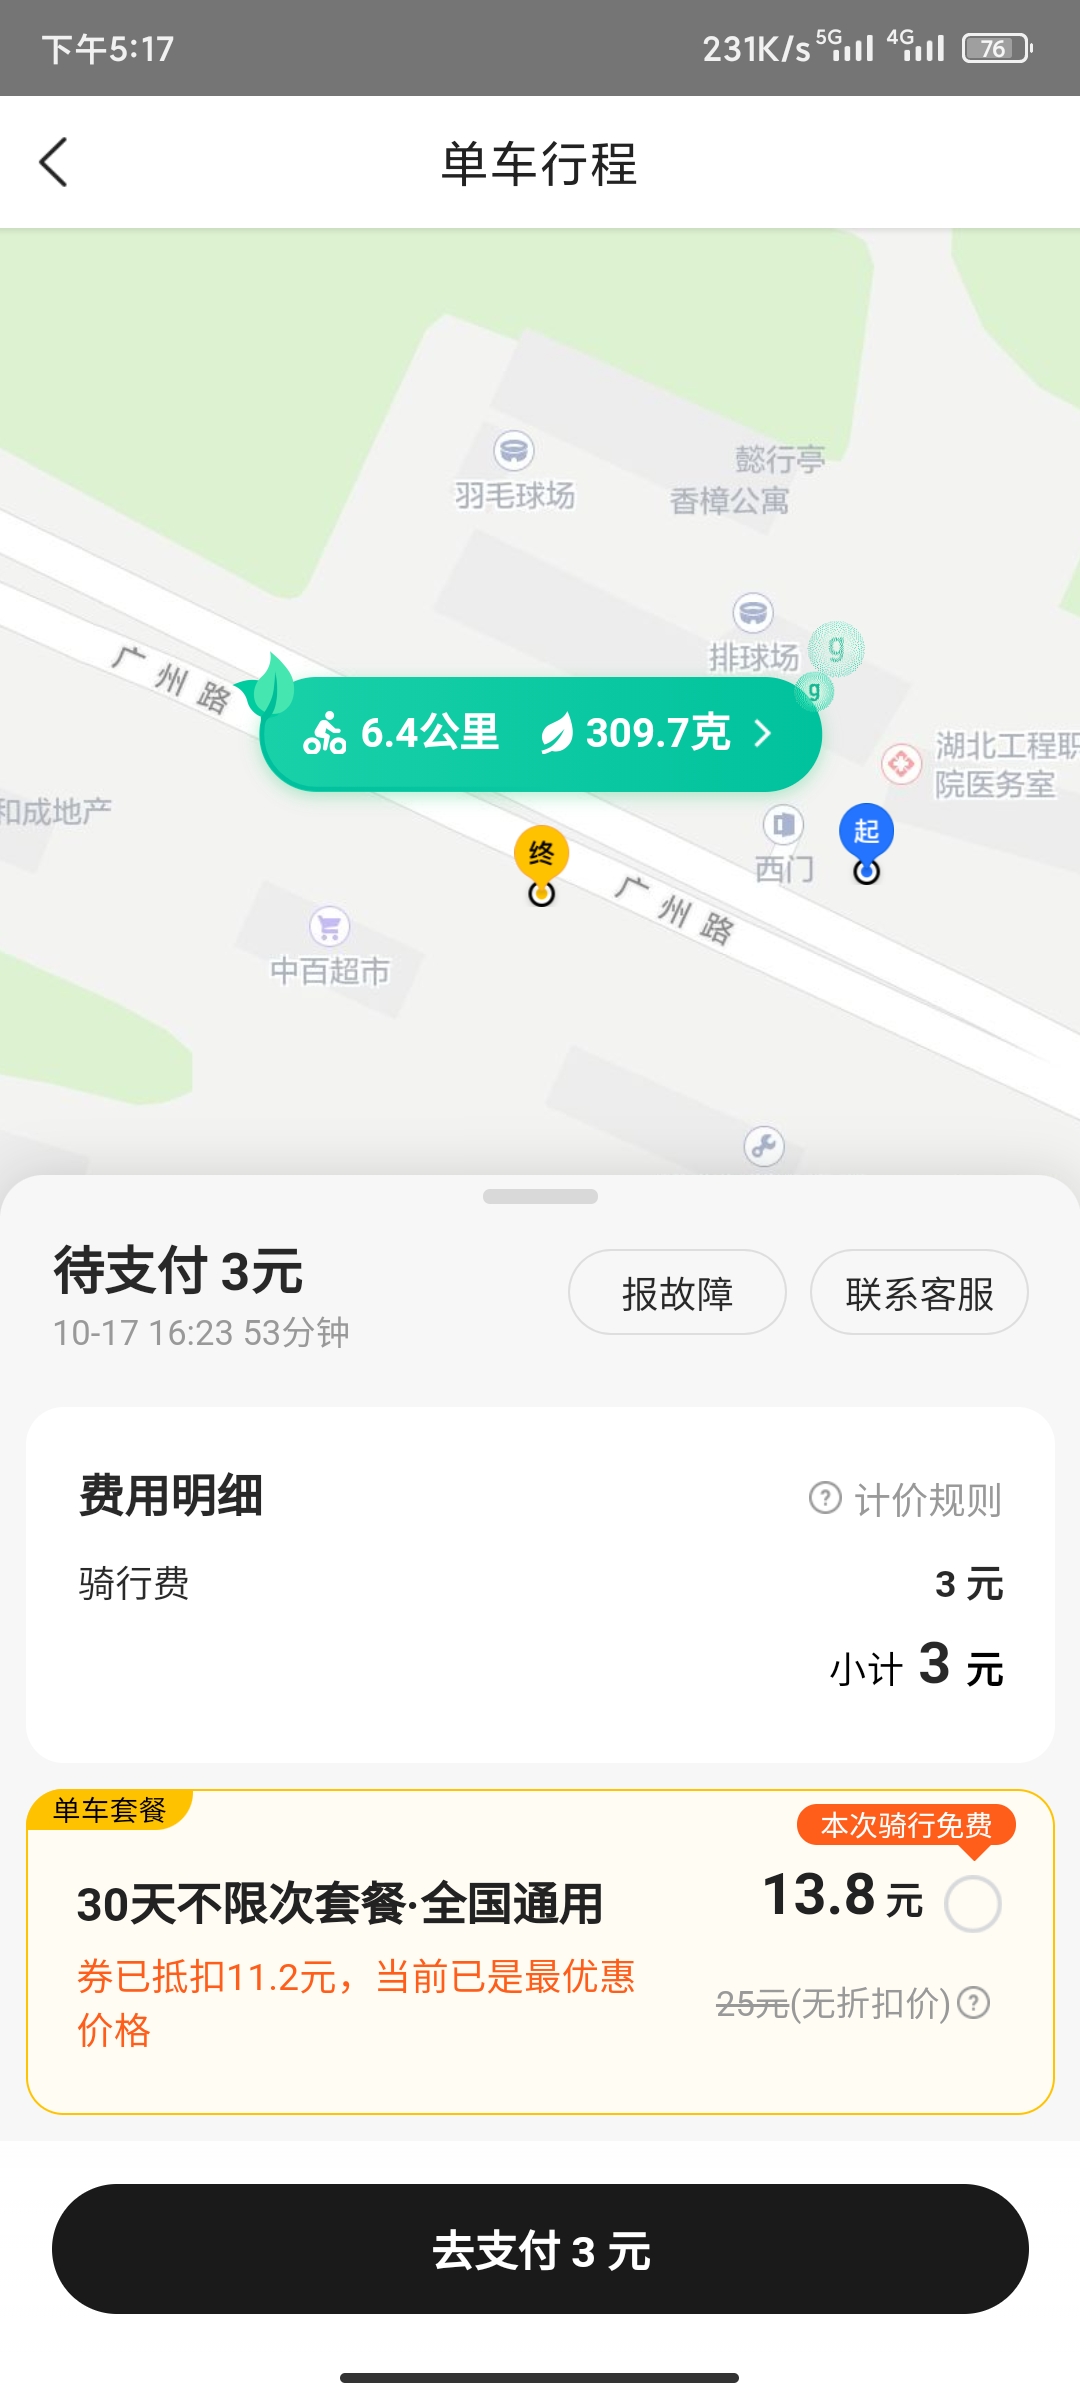 下午5:17
231K/s 5G 4G 76
单车行程
懿行亭
羽毛球场
香樟公寓
排球场
g
g
广州路
6.4公里 309.7克
湖北工程职
院医务室
和成地产
起
终
西门
广州路
中百超市
待支付 3元
报故障
联系客服
10-17 16:23 53分钟
费用明细
? 计价规则
骑行费
3 元
小计 3 元
单车套餐
本次骑行免费
30天不限次套餐·全国通用
13.8 元
券已抵扣11.2元，当前已是最优惠
价格
25元(无折扣价) ?
去支付 3 元